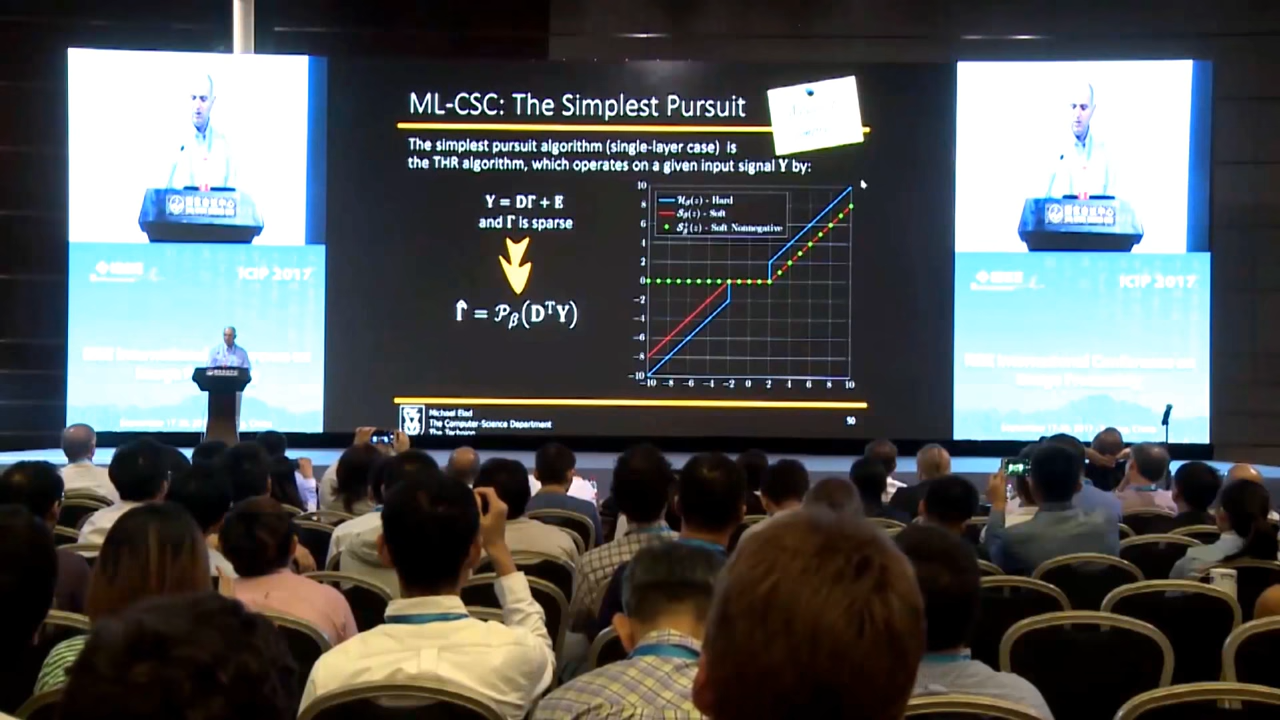 ML-CSC: The Simplest Pursuit
The simplest pursuit algorithm (single-layer case) is
the THR algorithm, which operates on a given input signal Y by:
Y = DΓ + E
and Γ is sparse
Γ̂ = 𝒫β(DᵀY)
ℋβ(z) - Hard
𝒮β(z) - Soft
𝒮β⁺(z) - Soft Nonnegative
10
8
6
4
2
0
−2
−4
−6
−8
−10
−10 −8 −6 −4 −2 0 2 4 6 8 10
Michael Elad
The Computer-Science Department
The Technion
50
ICIP 2017
ICIP 2017
International Conference on